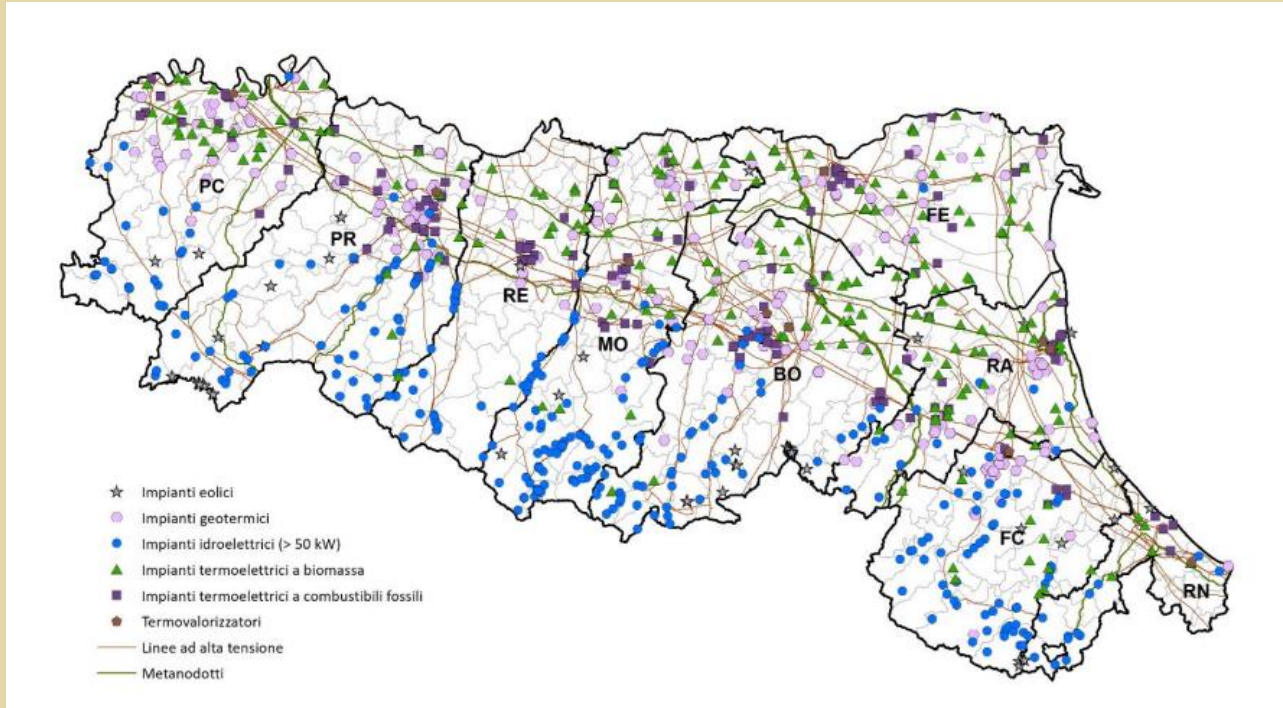 PC
FE
PR
RE
MO
RA
BO
FC
RN
Impianti eolici
Impianti geotermici
Impianti idroelettrici (> 50 kW)
Impianti termoelettrici a biomassa
Impianti termoelettrici a combustibili fossili
Termovalorizzatori
Linee ad alta tensione
Metanodotti